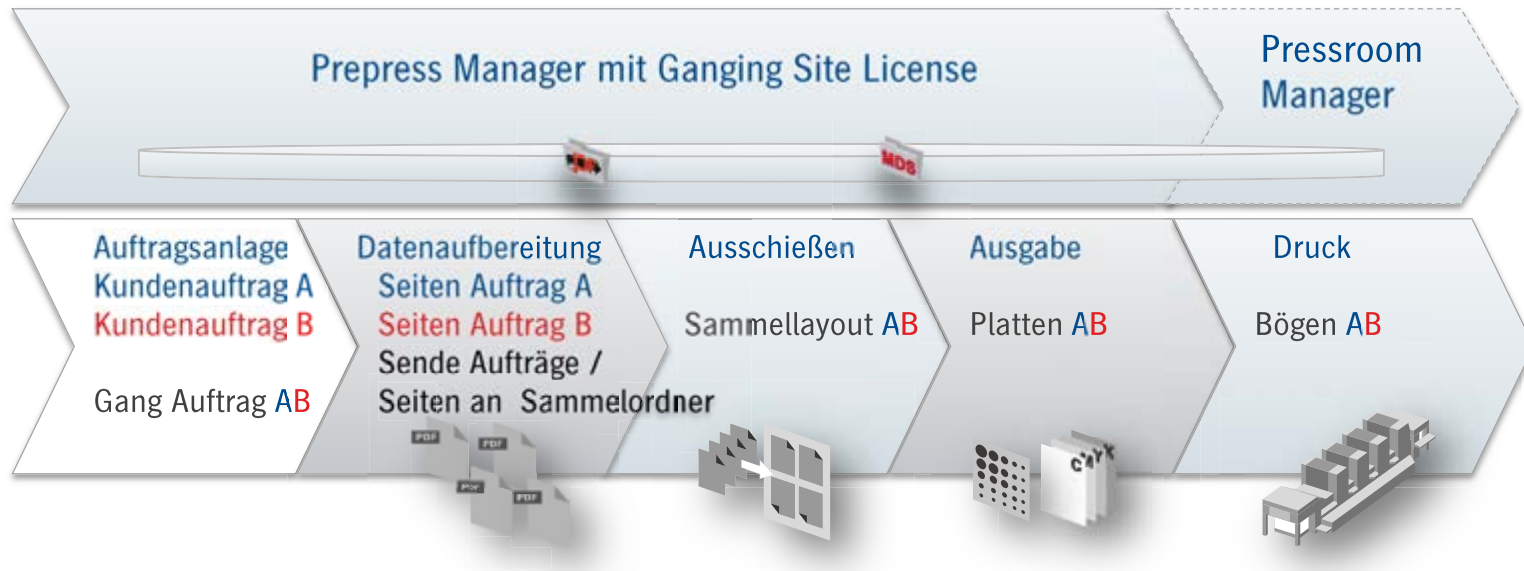 Prepress Manager mit Ganging Site License
Pressroom
Manager
MDS
Auftragsanlage
Kundenauftrag A
Kundenauftrag B
Gang Auftrag AB
Datenaufbereitung
Seiten Auftrag A
Seiten Auftrag B
Sende Aufträge /
Seiten an Sammelordner
PDF
PDF
PDF
PDF
Ausschießen
Sammellayout AB
Ausgabe
Platten AB
CMYK
Druck
Bögen AB